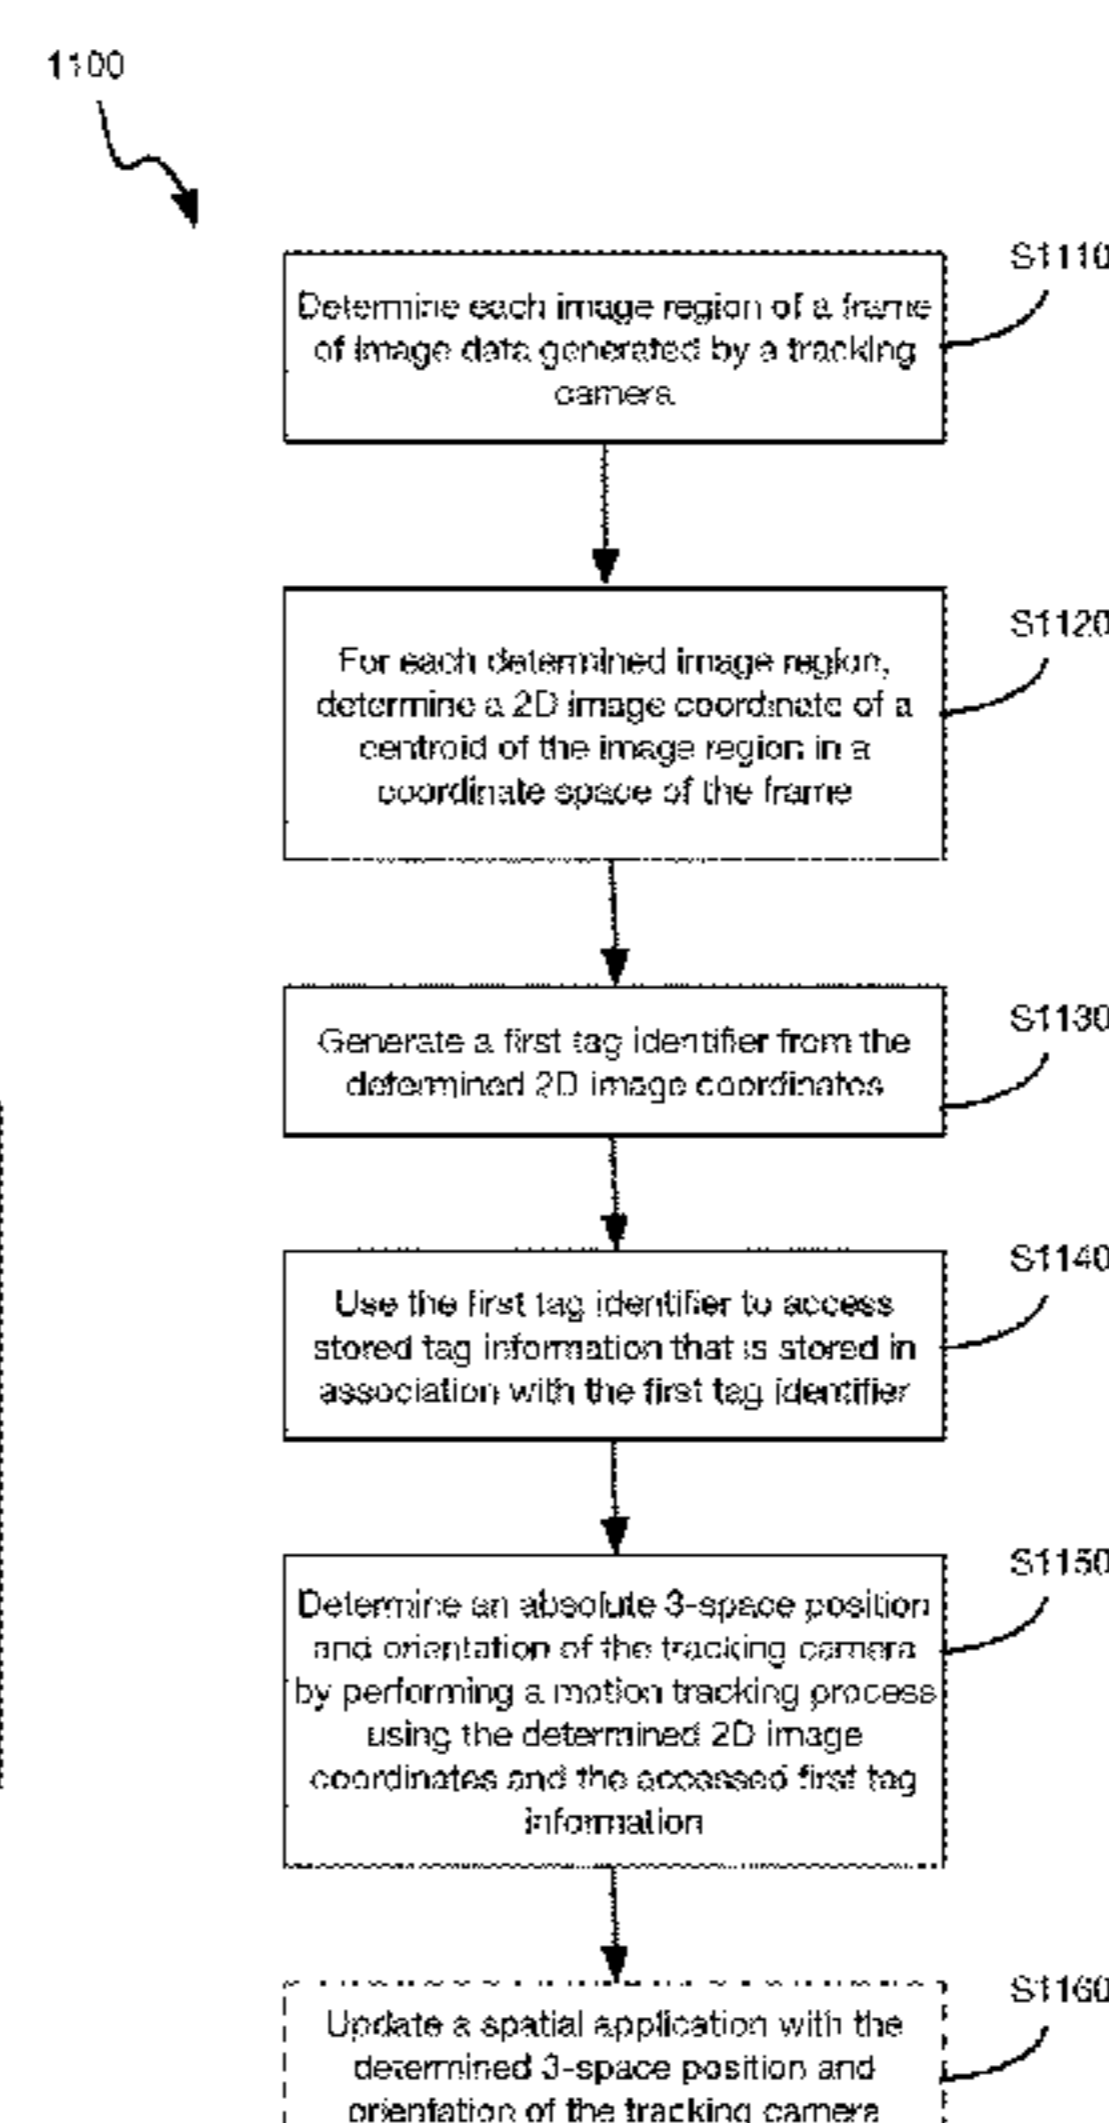 1100
S1110
Determine each image region of a frame
of image data generated by a tracking
camera
S1120
For each determined image region,
determine a 2D image coordinate of a
centroid of the image region in a
coordinate space of the frame
S1130
Generate a first tag identifier from the
determined 2D image coordinates
S1140
Use the first tag identifier to access
stored tag information that is stored in
association with the first tag identifier
S1150
Determine an absolute 3-space position
and orientation of the tracking camera
by performing a motion tracking process
using the determined 2D image
coordinates and the accessed first tag
information
S1160
Update a spatial application with the
determined 3-space position and
orientation of the tracking camera